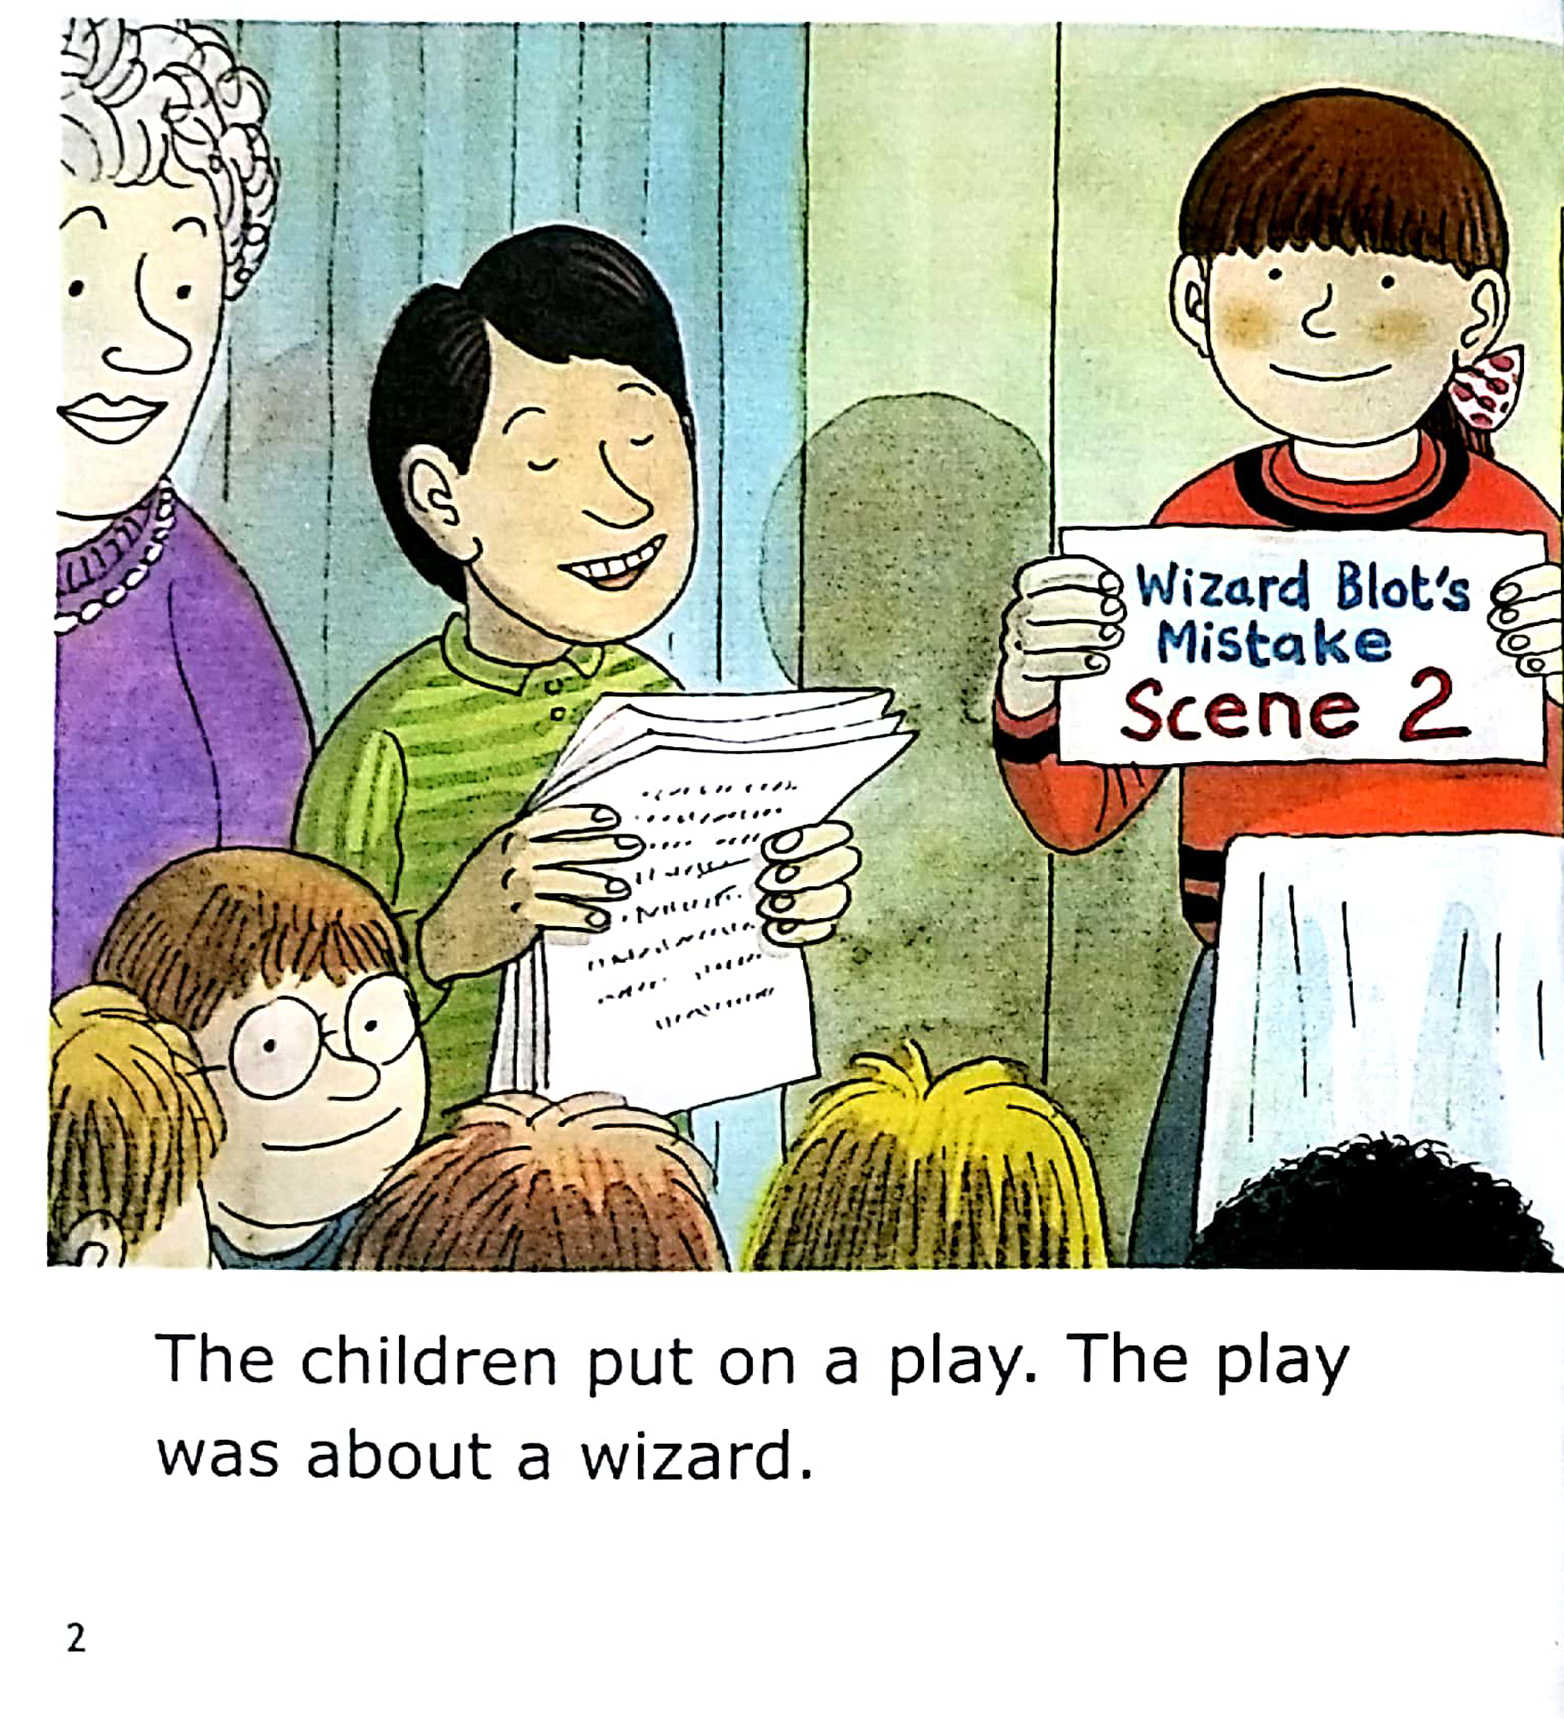 Wizard Blot's
Mistake
Scene 2
The children put on a play. The play
was about a wizard.
2